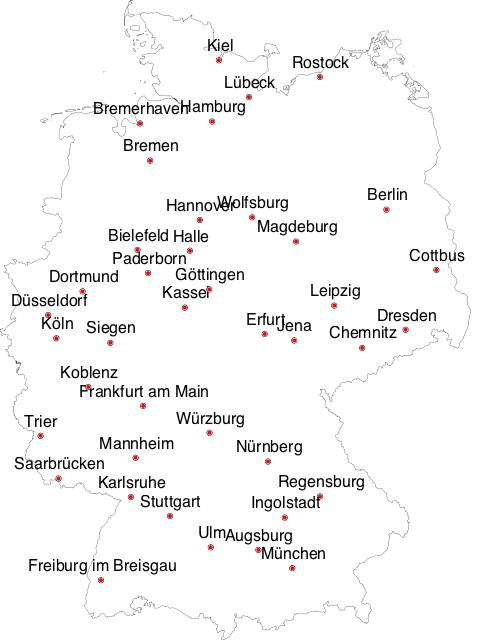 Kiel
Rostock
Lübeck
Bremerhaven
Hamburg
Bremen
Berlin
Hannover
Wolfsburg
Magdeburg
Bielefeld
Halle
Cottbus
Paderborn
Göttingen
Dortmund
Kassel
Leipzig
Düsseldorf
Köln
Siegen
Erfurt
Jena
Dresden
Chemnitz
Koblenz
Frankfurt am Main
Trier
Würzburg
Mannheim
Nürnberg
Saarbrücken
Karlsruhe
Regensburg
Stuttgart
Ingolstadt
Ulm
Augsburg
München
Freiburg im Breisgau